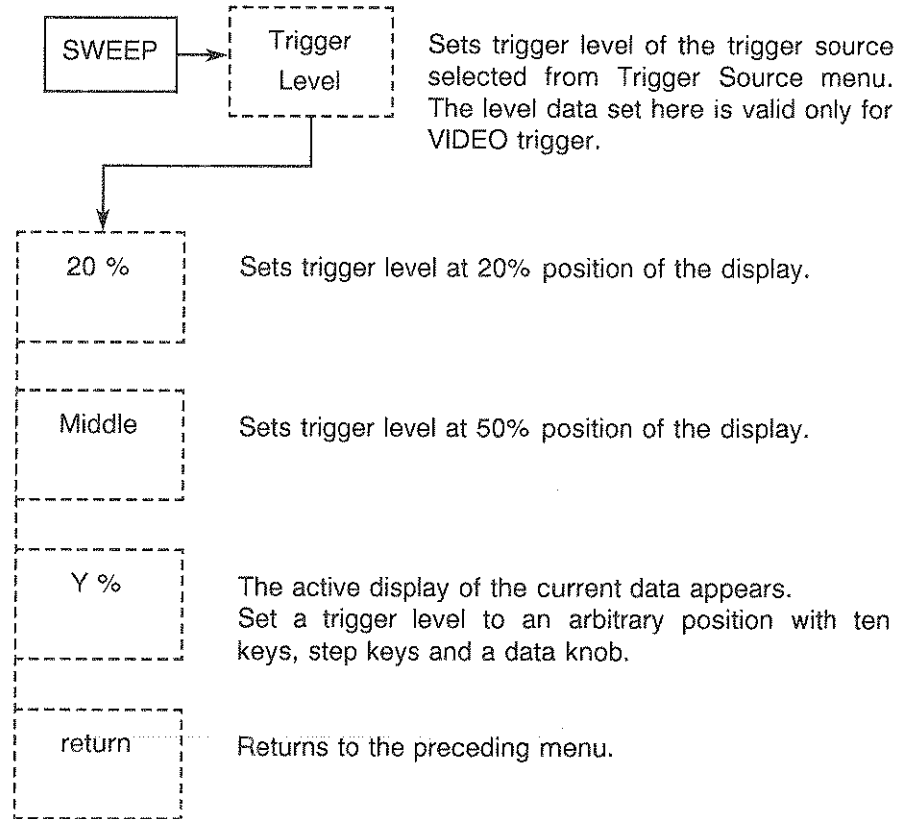 SWEEP
Trigger
Level
Sets trigger level of the trigger source
selected from Trigger Source menu.
The level data set here is valid only for
VIDEO trigger.
20 %
Sets trigger level at 20% position of the display.
Middle
Sets trigger level at 50% position of the display.
Y %
The active display of the current data appears.
Set a trigger level to an arbitrary position with ten
keys, step keys and a data knob.
return
Returns to the preceding menu.